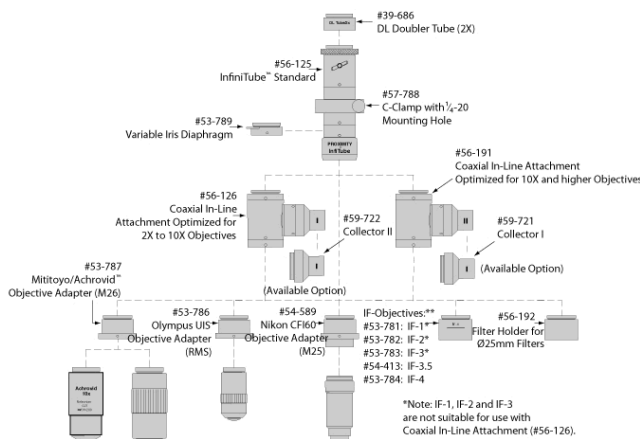 #39-686
DL Doubler Tube (2X)
DL Tube
#56-125
InfiniTube™ Standard
#57-788
C-Clamp with ¼-20
Mounting Hole
#53-789
Variable Iris Diaphragm
PROXIMITY
InfiTube
#56-191
Coaxial In-Line Attachment
Optimized for 10X and higher Objectives
#56-126
Coaxial In-Line
Attachment Optimized for
2X to 10X Objectives
I
II
#59-722
Collector II
#59-721
Collector I
I
I
(Available Option)
(Available Option)
#53-787
Mititoyo/Achrovid™
Objective Adapter (M26)
#53-786
Olympus UIS
Objective Adapter
(RMS)
#54-589
Nikon CFI60
Objective Adapter
(M25)
IF-Objectives:**
#53-781: IF-1*
#53-782: IF-2*
#53-783: IF-3*
#54-413: IF-3.5
#53-784: IF-4
#56-192
Filter Holder for
Ø25mm Filters
Achrovid
10x
*Note: IF-1, IF-2 and IF-3
are not suitable for use with
Coaxial In-Line Attachment (#56-126).